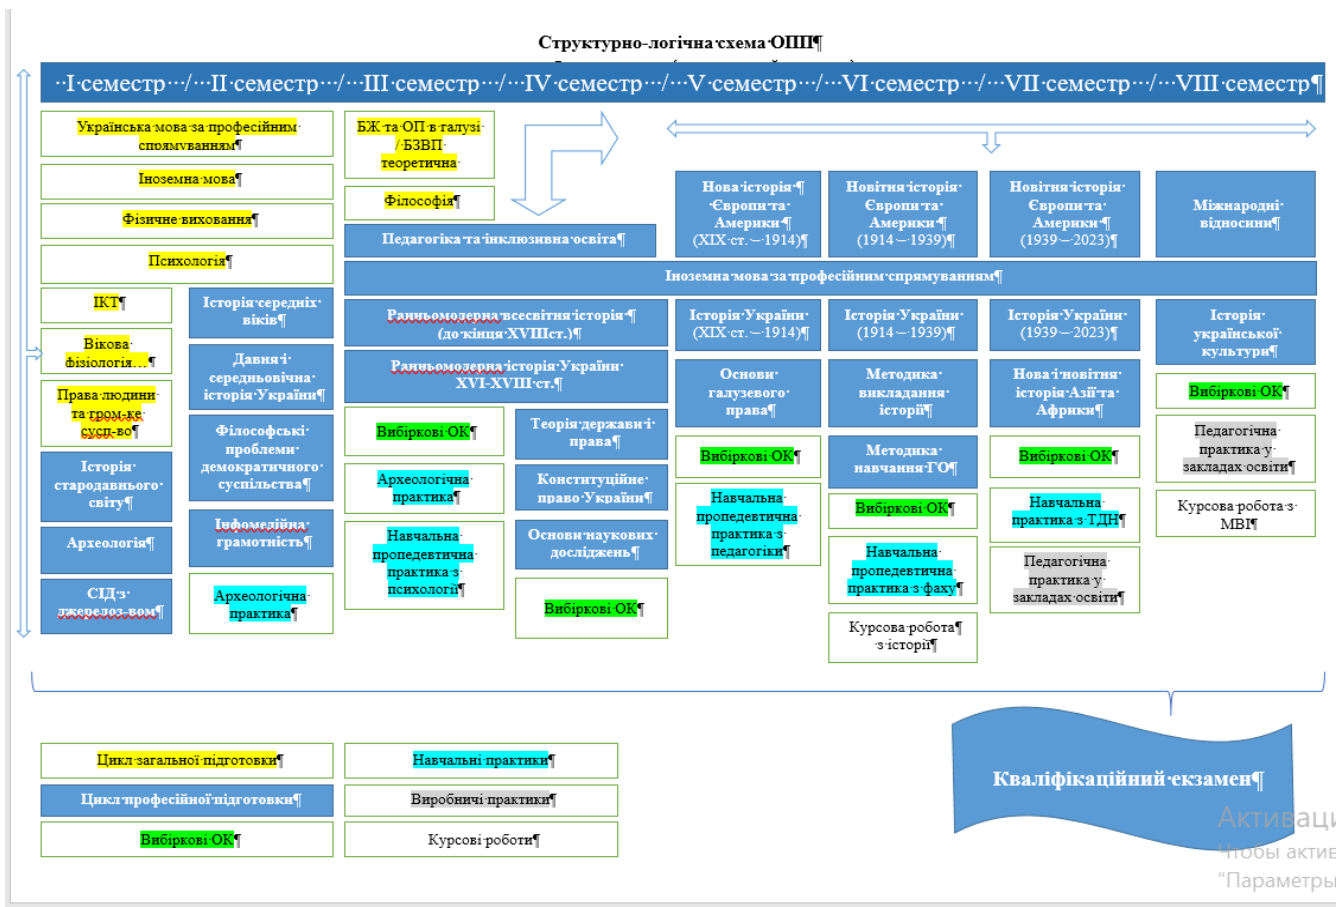 Структурно-логічна схема ОПП
І семестр / ІІ семестр / ІІІ семестр / ІV семестр / V семестр / VI семестр / VII семестр / VIII семестр
Українська мова за професійним
спрямуванням
Іноземна мова
Фізичне виховання
Психологія
ІКТ
Вікова
фізіологія...
Права людини
та гром-ке
сусп-во
Історія
стародавнього
світу
Археологія
СІД з
джерелоз-вом
Історія середніх
віків
Давня і
середньовічна
історія України
Філософські
проблеми
демократичного
суспільства
Інфомедійна
грамотність
Археологічна
практика
БЖ та ОП в галузі
/ БЗВП
теоретична
Філософія
Педагогіка та інклюзивна освіта
Іноземна мова за професійним спрямуванням
Ранньомодерна всесвітня історія
(до кінця XVIIIст.)
Ранньомодерна історія України
XVI-XVIII ст.
Вибіркові ОК
Археологічна
практика
Навчальна
пропедевтична
практика з
психології
Теорія держави і
права
Конституційне
право України
Основи наукових
досліджень
Вибіркові ОК
Нова історія
Європи та
Америки
(XIX ст. – 1914)
Історія України
(XIX ст.– 1914)
Основи
галузевого
права
Вибіркові ОК
Навчальна
пропедевтична
практика з
педагогіки
Новітня історія
Європи та
Америки
(1914 – 1939)
Історія України
(1914 – 1939)
Методика
викладання
історії
Методика
навчання ГО
Вибіркові ОК
Навчальна
пропедевтична
практика з фаху
Курсова робота
з історії
Новітня історія
Європи та
Америки
(1939 – 2023)
Історія України
(1939 – 2023)
Нова і новітня
історія Азії та
Африки
Вибіркові ОК
Навчальна
практика з ТДН
Педагогічна
практика у
закладах освіти
Міжнародні
відносини
Історія
української
культури
Вибіркові ОК
Педагогічна
практика у
закладах освіти
Курсова робота з
МВІ
Кваліфікаційний екзамен
Цикл загальної підготовки
Навчальні практики
Цикл професійної підготовки
Виробничі практики
Вибіркові ОК
Курсові роботи
Чтобы актив
"Параметры